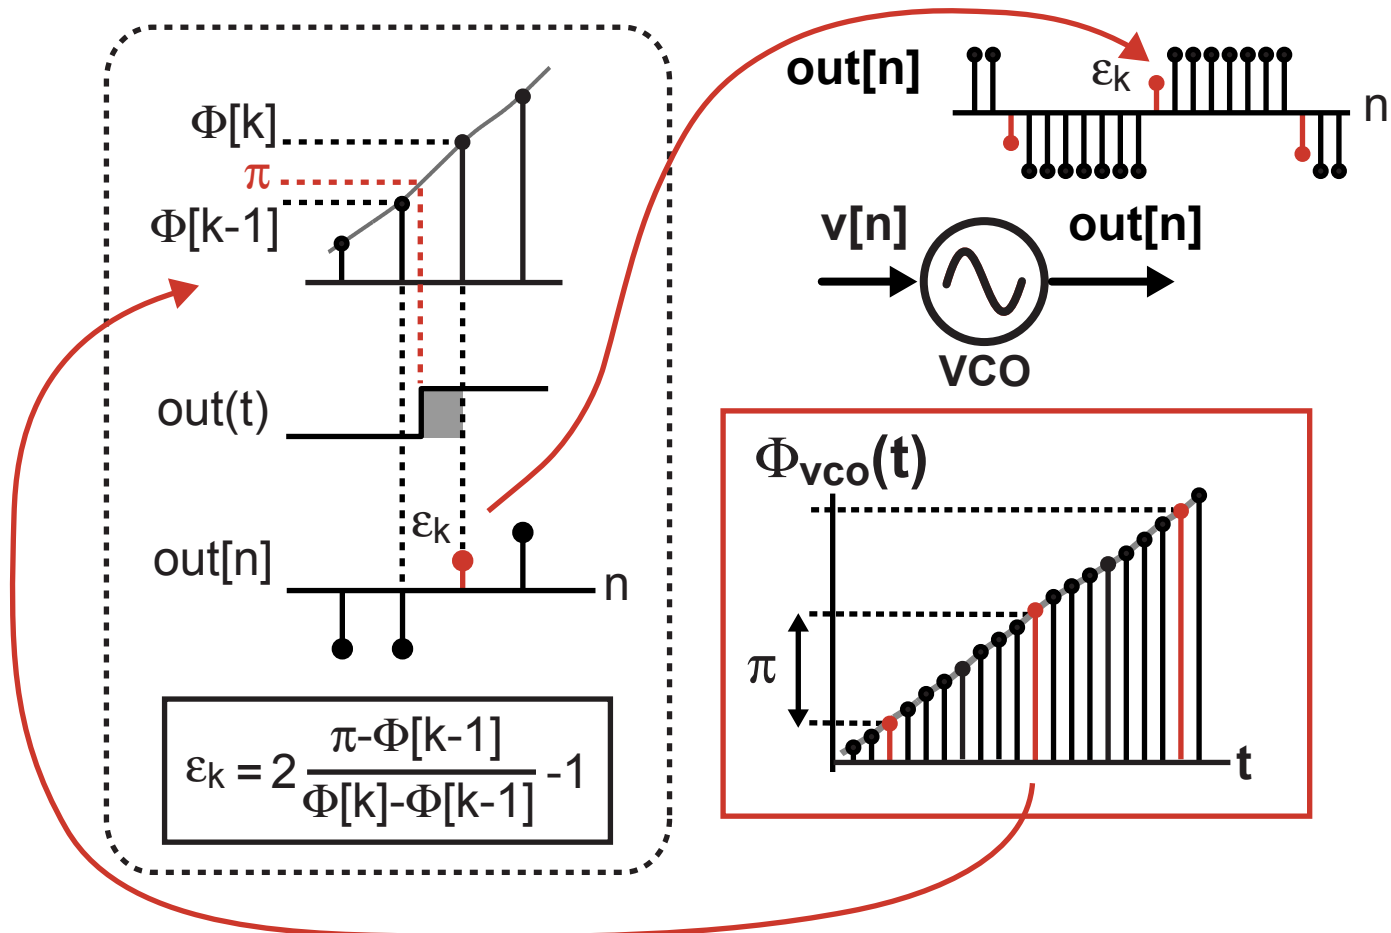 Φ[k]
π
Φ[k-1]
out(t)
εk
out[n]
n
εk = 2 π-Φ[k-1] / Φ[k]-Φ[k-1] -1
out[n]
εk
n
v[n]
out[n]
VCO
Φvco(t)
π
t